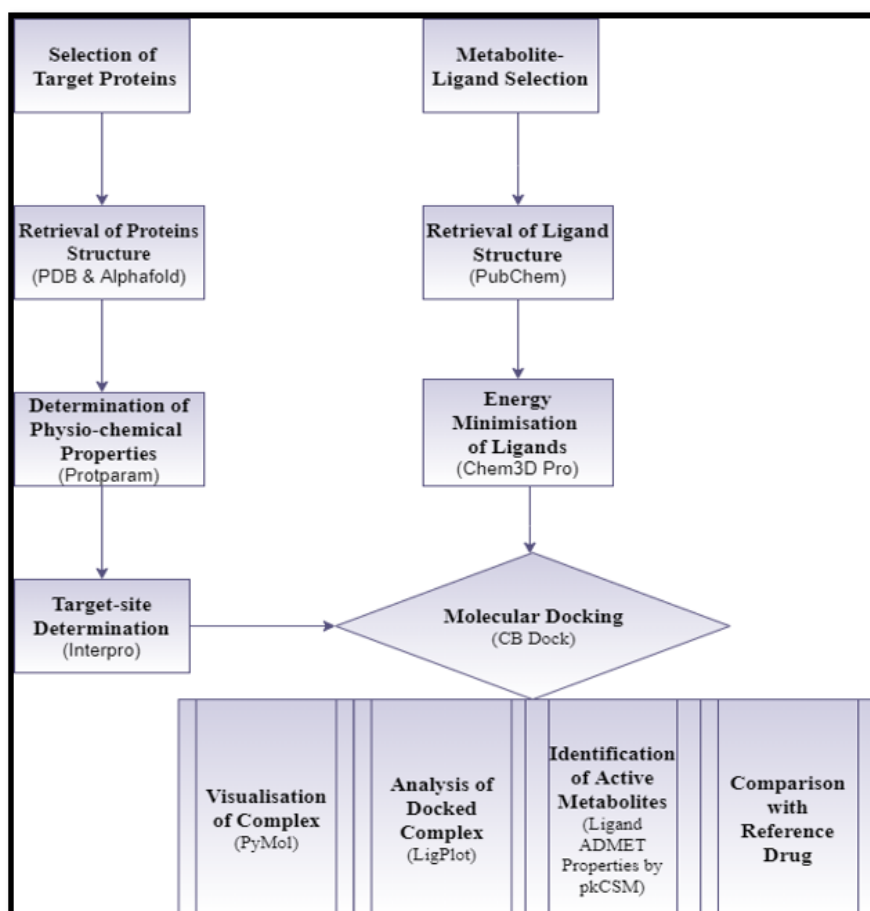 Selection of
Target Proteins
Metabolite-
Ligand Selection
Retrieval of Proteins
Structure
(PDB & Alphafold)
Retrieval of Ligand
Structure
(PubChem)
Determination of
Physio-chemical
Properties
(Protparam)
Energy
Minimisation
of Ligands
(Chem3D Pro)
Target-site
Determination
(Interpro)
Molecular Docking
(CB Dock)
Visualisation
of Complex
(PyMol)
Analysis of
Docked
Complex
(LigPlot)
Identification
of Active
Metabolites
(Ligand
ADMET
Properties by
pkCSM)
Comparison
with
Reference
Drug